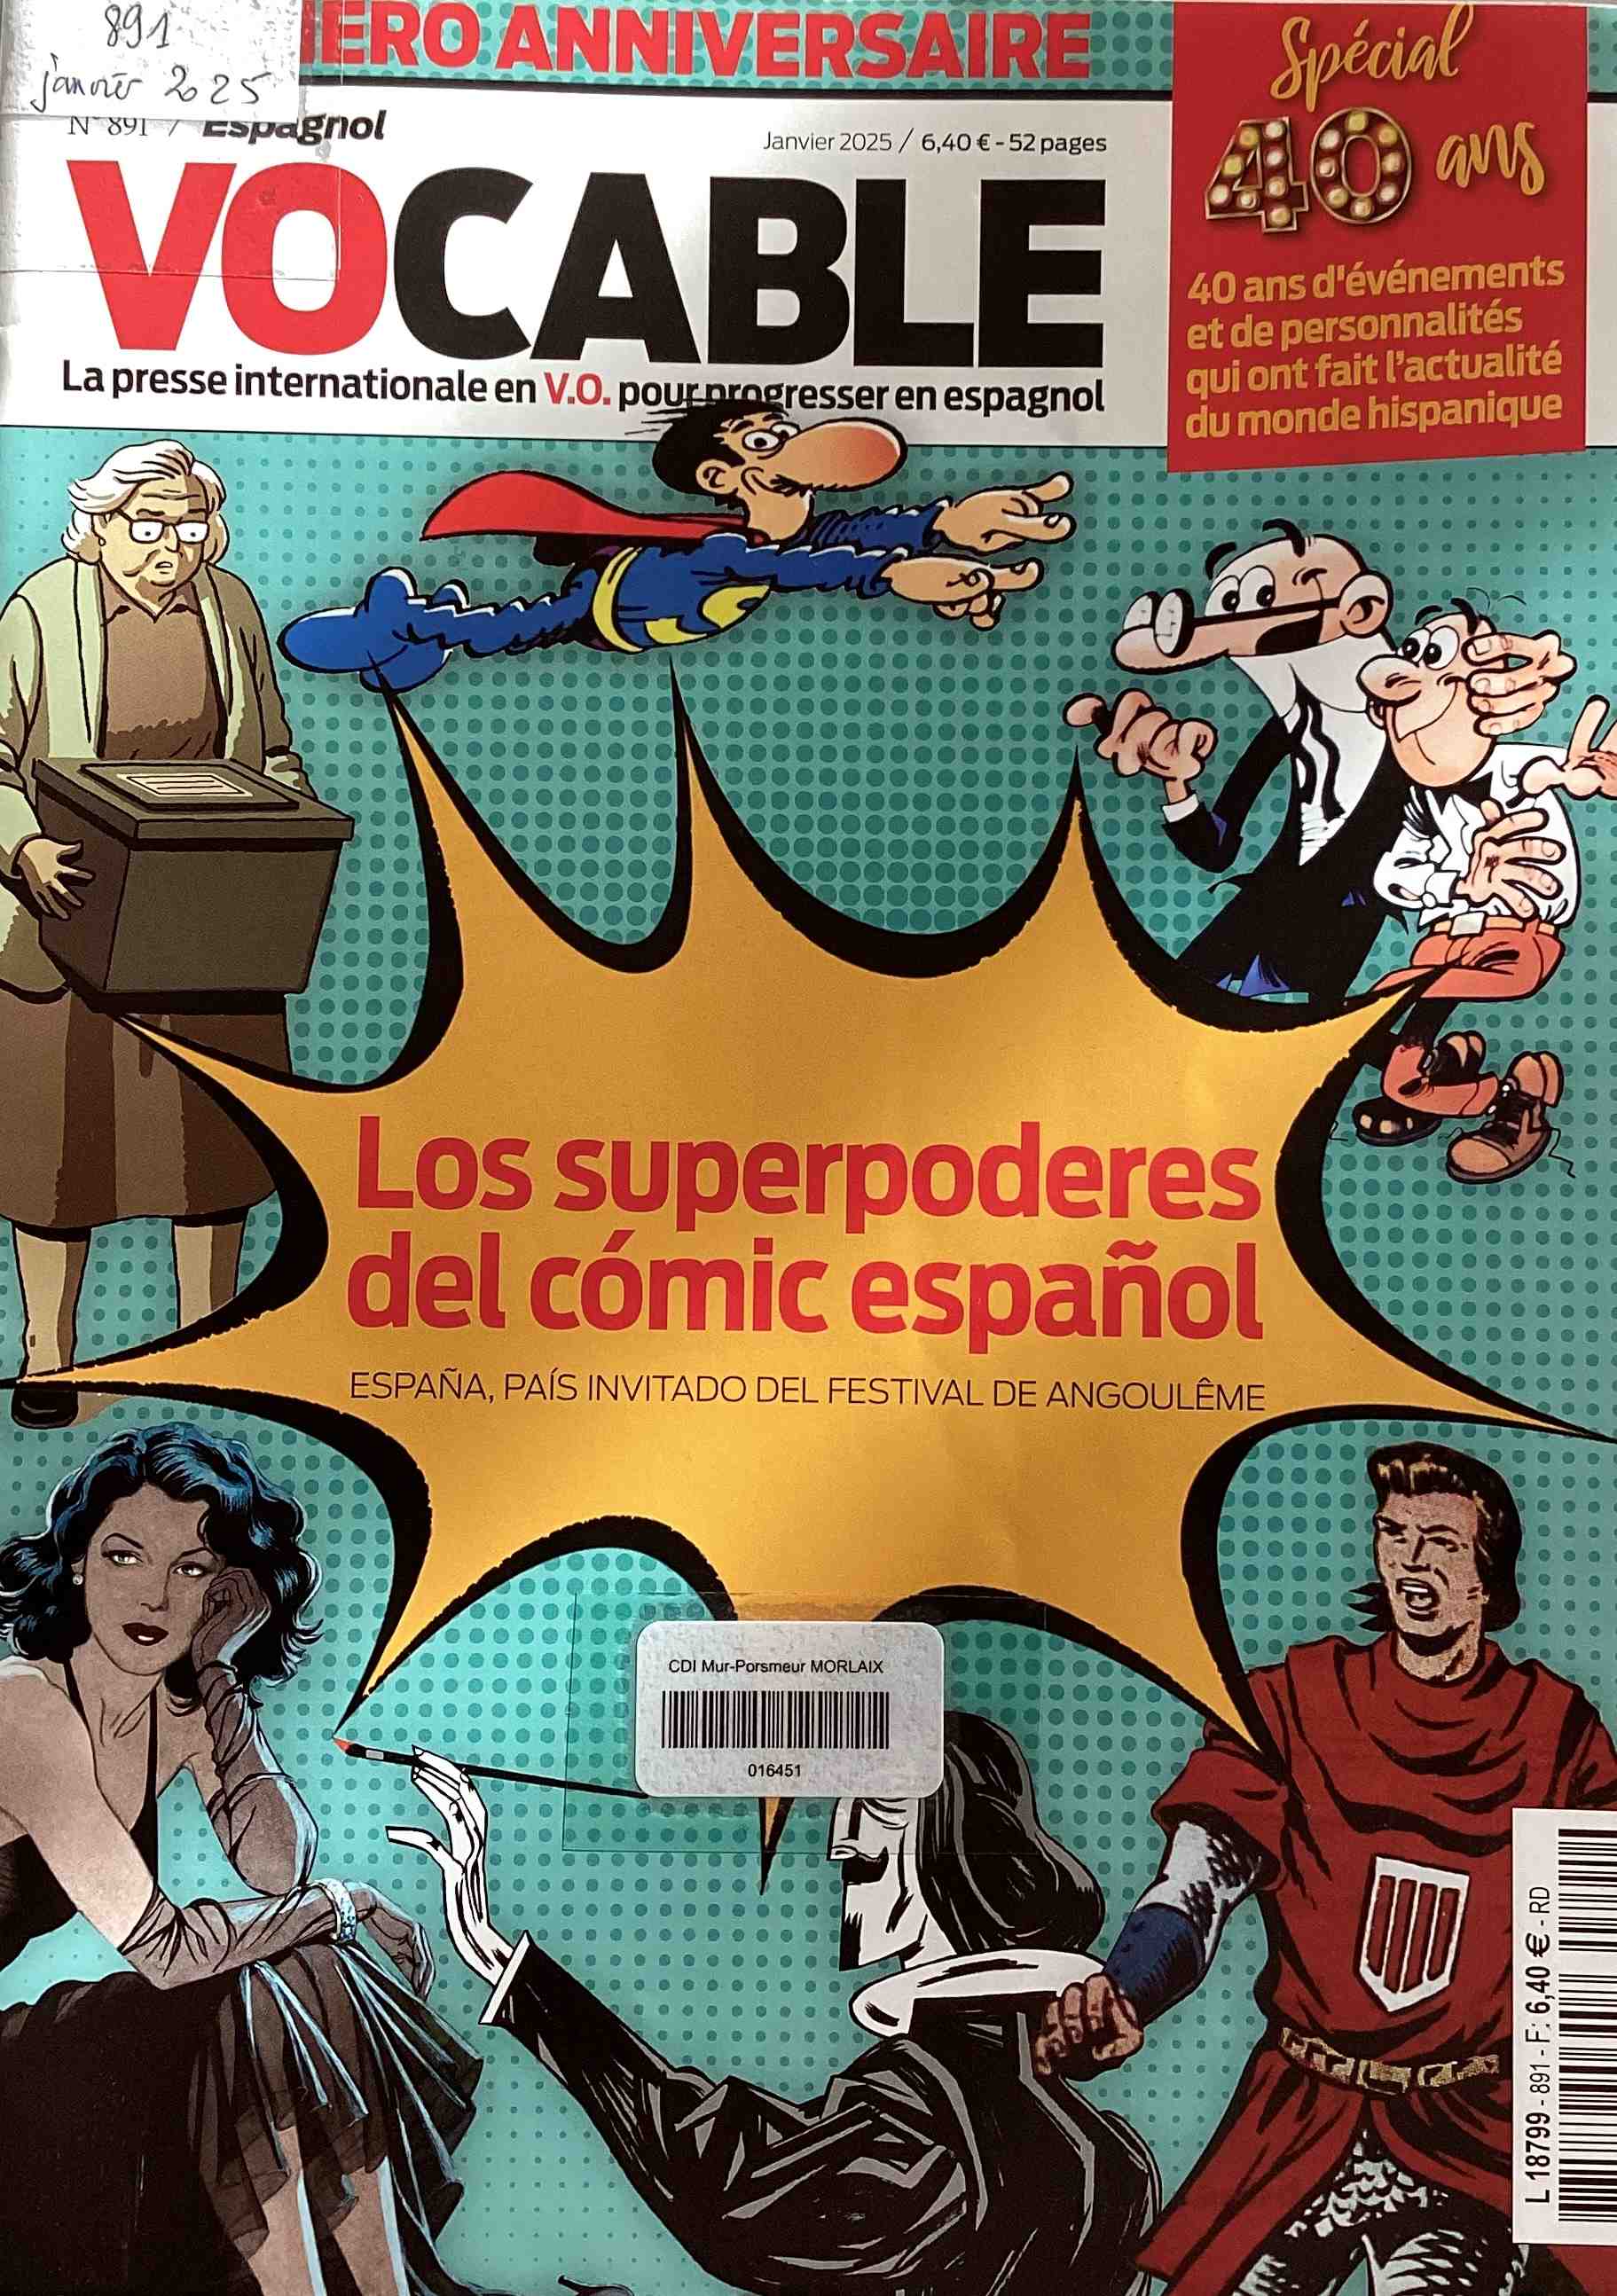 891
janvier 2025
ERO ANNIVERSAIRE
N° 891 / Espagnol
Janvier 2025 / 6,40 € - 52 pages
VOCABLE
La presse internationale en V.O. pour progresser en espagnol
Spécial
40 ans
40 ans d'événements
et de personnalités
qui ont fait l'actualité
du monde hispanique
Los superpoderes
del cómic español
ESPAÑA, PAÍS INVITADO DEL FESTIVAL DE ANGOULÊME
CDI Mur-Porsmeur MORLAIX
016451
L 18799 - 891 - F: 6,40 € - RD